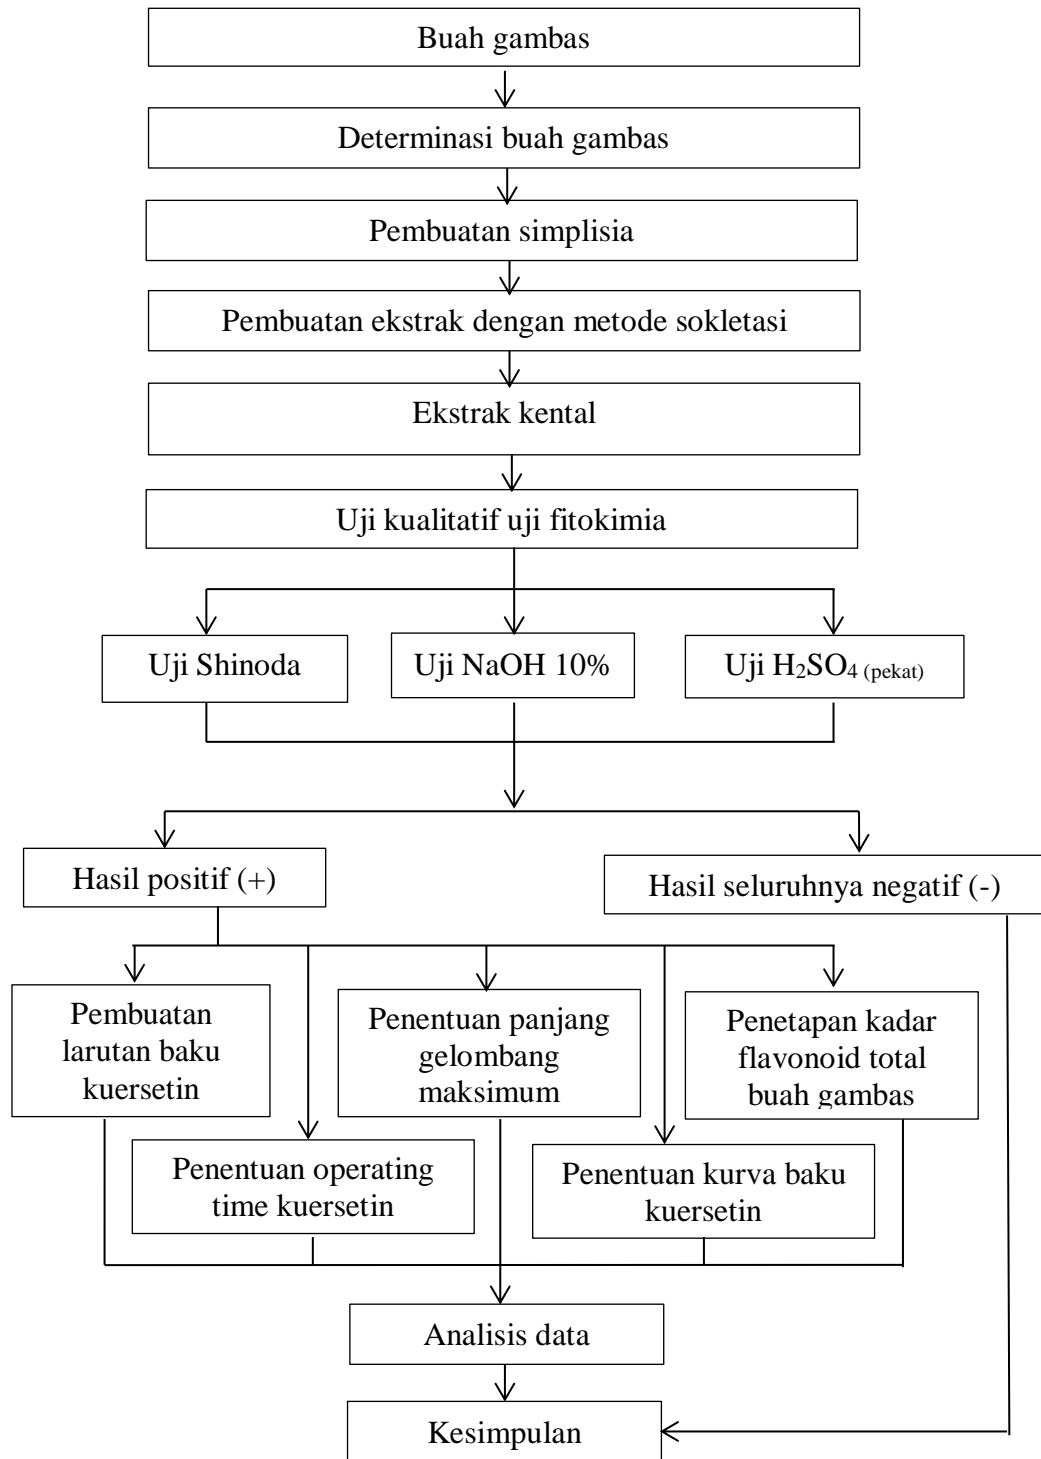 Buah gambas
Determinasi buah gambas
Pembuatan simplisia
Pembuatan ekstrak dengan metode sokletasi
Ekstrak kental
Uji kualitatif uji fitokimia
Uji Shinoda
Uji NaOH 10%
Uji H₂SO₄ (pekat)
Hasil positif (+)
Hasil seluruhnya negatif (-)
Pembuatan
larutan baku
kuersetin
Penentuan panjang
gelombang
maksimum
Penetapan kadar
flavonoid total
buah gambas
Penentuan operating
time kuersetin
Penentuan kurva baku
kuersetin
Analisis data
Kesimpulan